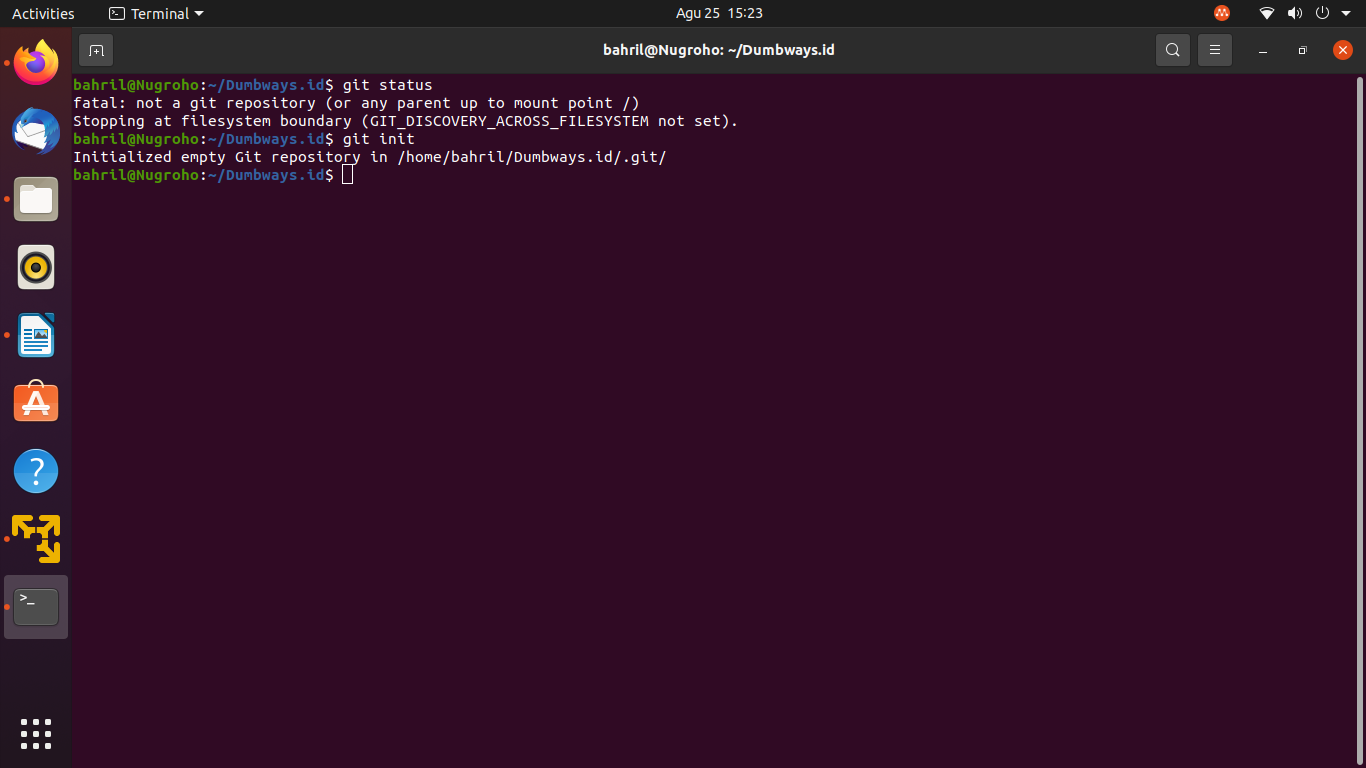 Activities Terminal Agu 25 15:23
bahril@Nugroho: ~/Dumbways.id
bahril@Nugroho:~/Dumbways.id$ git status
fatal: not a git repository (or any parent up to mount point /)
Stopping at filesystem boundary (GIT_DISCOVERY_ACROSS_FILESYSTEM not set).
bahril@Nugroho:~/Dumbways.id$ git init
Initialized empty Git repository in /home/bahril/Dumbways.id/.git/
bahril@Nugroho:~/Dumbways.id$